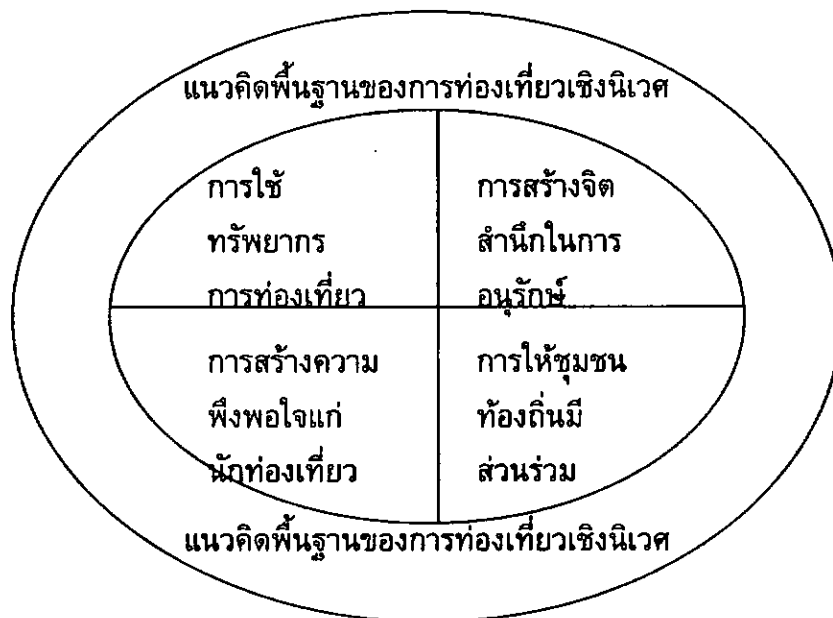 แนวคิดพื้นฐานของการท่องเที่ยวเชิงนิเวศ
การใช้
ทรัพยากร
การท่องเที่ยว
การสร้างจิต
สำนึกในการ
อนุรักษ์
การสร้างความ
พึงพอใจแก่
นักท่องเที่ยว
การให้ชุมชน
ท้องถิ่นมี
ส่วนร่วม
แนวคิดพื้นฐานของการท่องเที่ยวเชิงนิเวศ